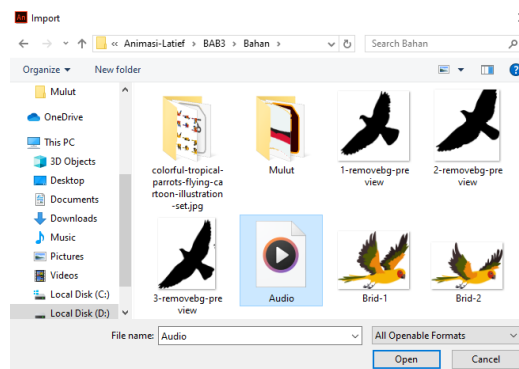 An Import
« Animasi-Latief > BAB3 > Bahan >
Search Bahan
Organize
New folder
Mulut
OneDrive
This PC
3D Objects
Desktop
Documents
Downloads
Music
Pictures
Videos
Local Disk (C:)
Local Disk (D:)
colorful-tropical-
parrots-flying-ca
rtoon-illustration
-set.jpg
Mulut
1-removebg-pre
view
2-removebg-pre
view
3-removebg-pre
view
Audio
Brid-1
Brid-2
File name: Audio
All Openable Formats
Open
Cancel